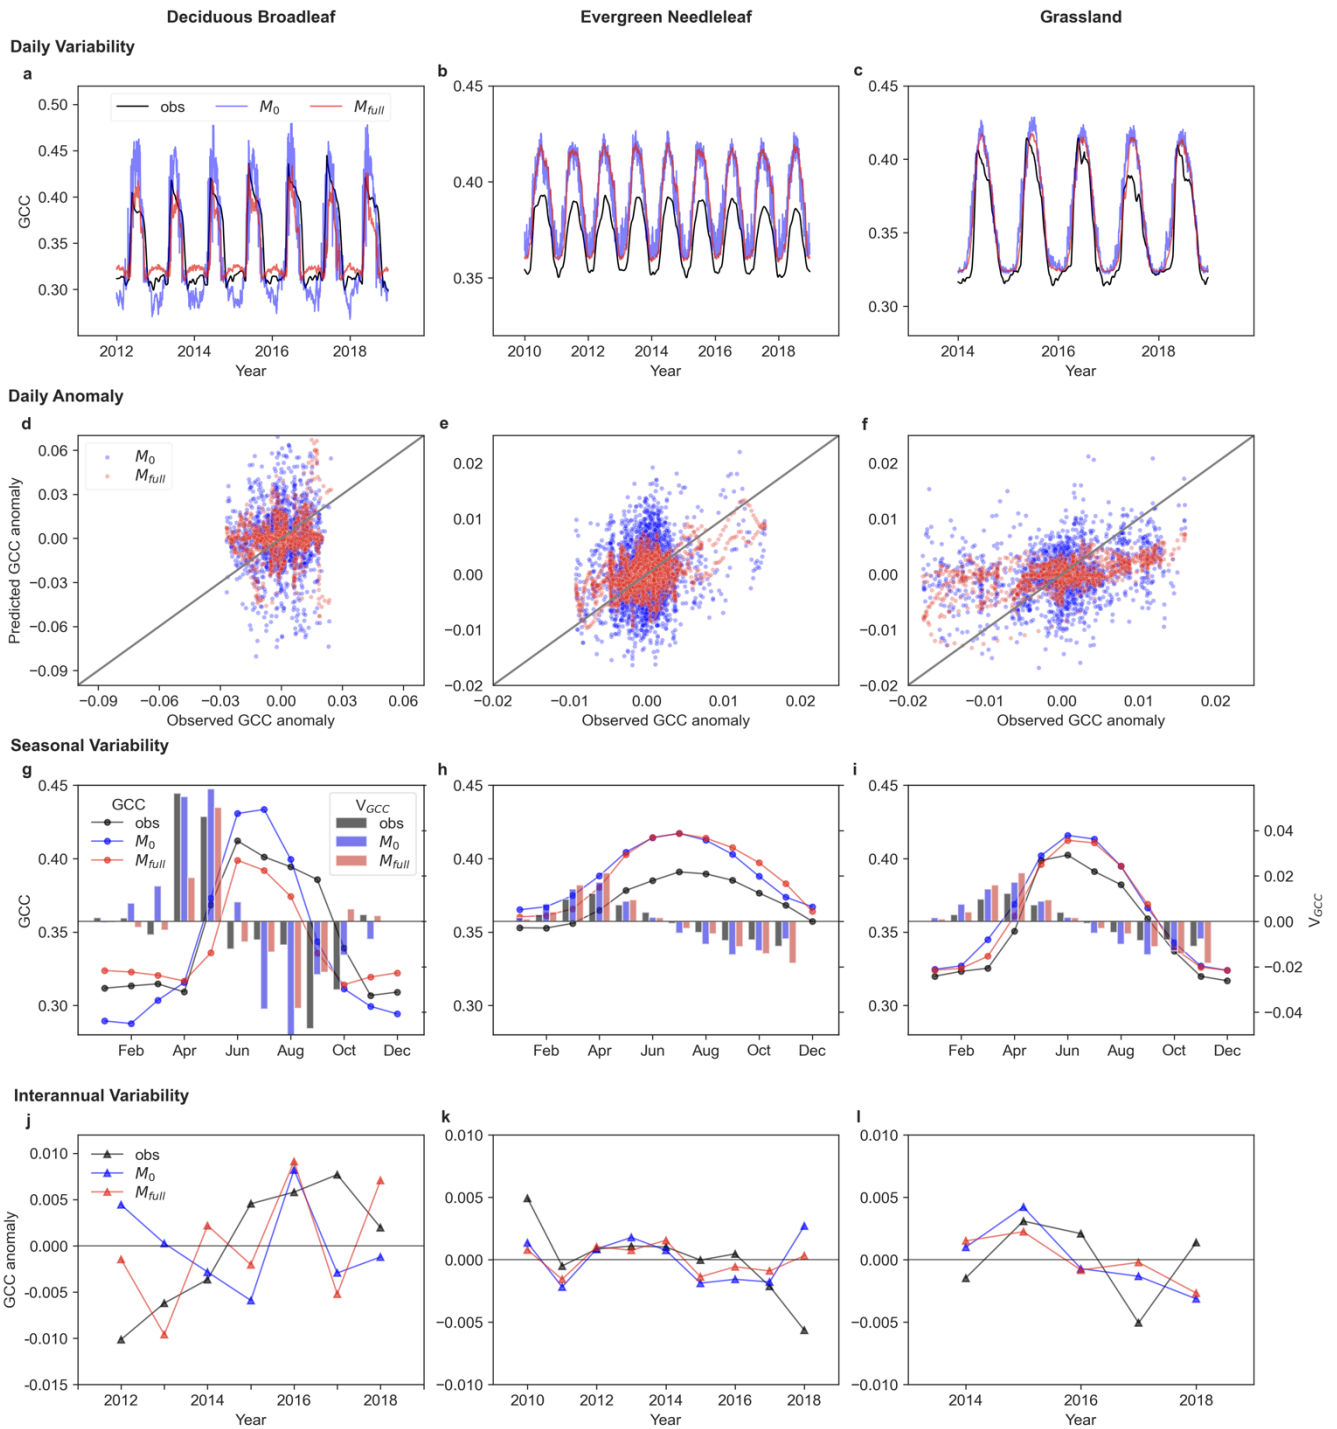 Deciduous Broadleaf Evergreen Needleleaf Grassland
Daily Variability
a b c
0.50 0.45 0.40 0.35 0.30
GCC
obs M0 Mfull
2012 2014 2016 2018
Year
0.45 0.40 0.35
2010 2012 2014 2016 2018
Year
0.45 0.40 0.35 0.30
2014 2016 2018
Year
Daily Anomaly
d e f
0.06 0.03 0.00 −0.03 −0.06 −0.09
Predicted GCC anomaly
M0
Mfull
−0.09 −0.06 −0.03 0.00 0.03 0.06
Observed GCC anomaly
0.02 0.01 0.00 −0.01 −0.02
−0.02 −0.01 0.00 0.01 0.02
Observed GCC anomaly
0.02 0.01 0.00 −0.01 −0.02
−0.02 −0.01 0.00 0.01 0.02
Observed GCC anomaly
Seasonal Variability
g h i
0.45 0.40 0.35 0.30
GCC
GCC
obs
M0
Mfull
VGCC
obs
M0
Mfull
Feb Apr Jun Aug Oct Dec
0.45 0.40 0.35 0.30
Feb Apr Jun Aug Oct Dec
0.45 0.40 0.35 0.30
Feb Apr Jun Aug Oct Dec
0.04 0.02 0.00 −0.02 −0.04
VGCC
Interannual Variability
j k l
0.010 0.005 0.000 −0.005 −0.010 −0.015
GCC anomaly
obs
M0
Mfull
2012 2014 2016 2018
Year
0.010 0.005 0.000 −0.005 −0.010
2010 2012 2014 2016 2018
Year
0.010 0.005 0.000 −0.005 −0.010
2014 2016 2018
Year